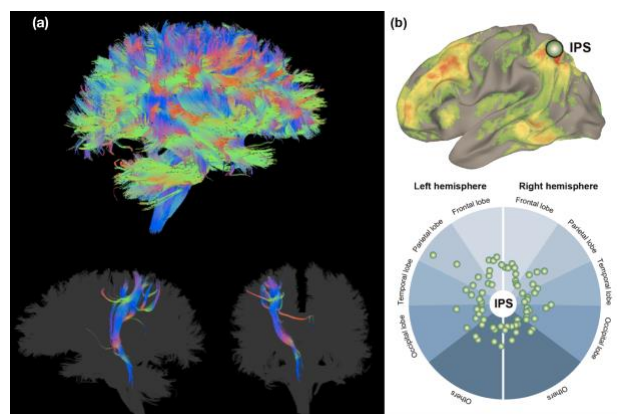 (a)
(b)
IPS
Left hemisphere
Right hemisphere
Frontal lobe
Frontal lobe
Parietal lobe
Parietal lobe
Temporal lobe
Temporal lobe
IPS
Occipital lobe
Occipital lobe
Others
Others